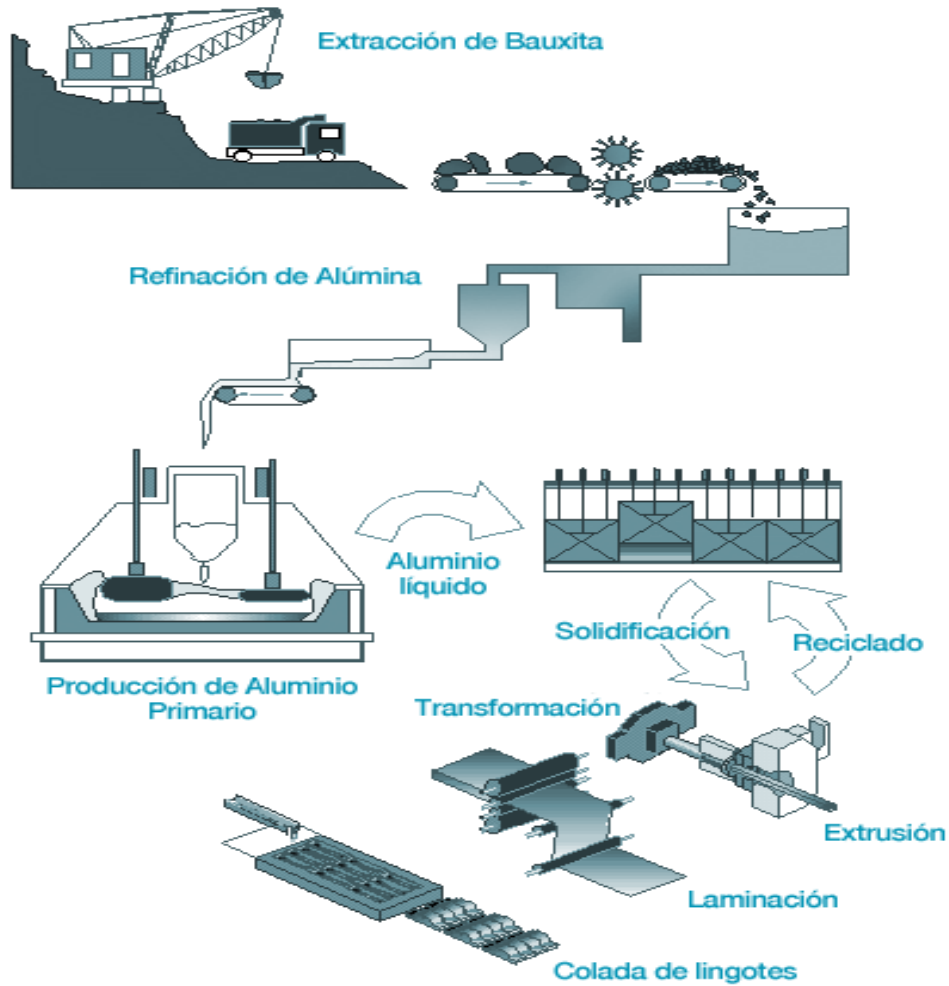 Extracción de Bauxita
Refinación de Alúmina
Aluminio
líquido
Solidificación
Reciclado
Producción de Aluminio
Primario
Transformación
Extrusión
Laminación
Colada de lingotes